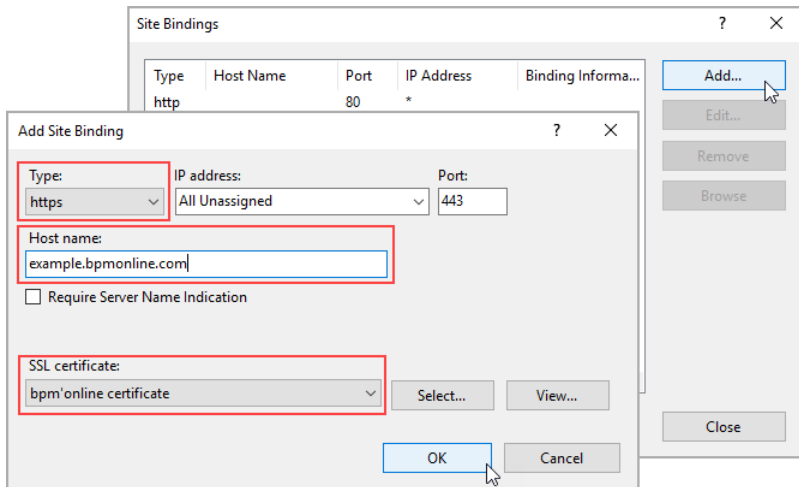 Site Bindings
?
Type Host Name Port IP Address Binding Informa...
http 80 *
Add...
Edit...
Remove
Browse
Close
Add Site Binding
?
Type: IP address: Port:
https All Unassigned 443
Host name:
example.bpmonline.com
Require Server Name Indication
SSL certificate:
bpm'online certificate Select... View...
OK Cancel